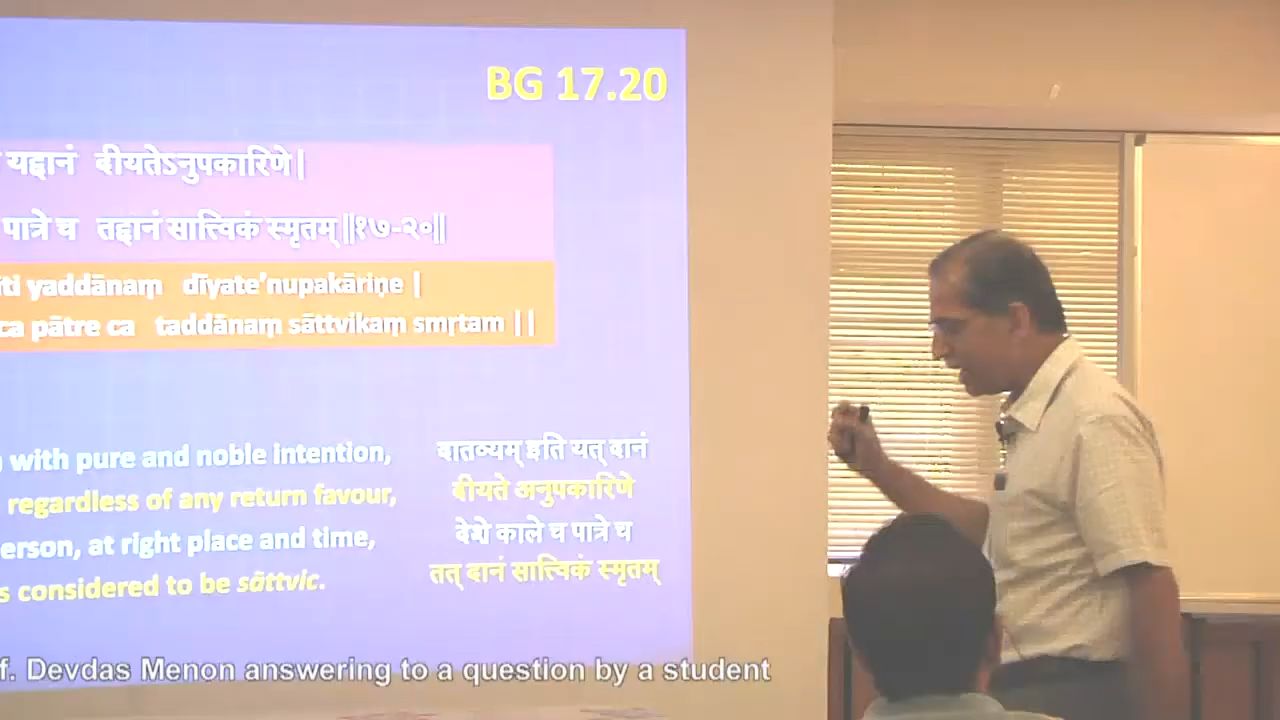 BG 17.20
यद्दानं दीयतेऽनुपकारिणे|
पात्रे च तद्दानं सात्त्विकं स्मृतम्||१७-२०||
ti yaddānaṃ dīyate'nupakāriṇe |
ca pātre ca taddānaṃ sāttvikaṃ smṛtam ||
with pure and noble intention,
दातव्यम् इति यत् दानं
regardless of any return favour,
दीयते अनुपकारिणे
erson, at right place and time,
देशे काले च पात्रे च
s considered to be sāttvic.
तत् दानं सात्त्विकं स्मृतम्
f. Devdas Menon answering to a question by a student